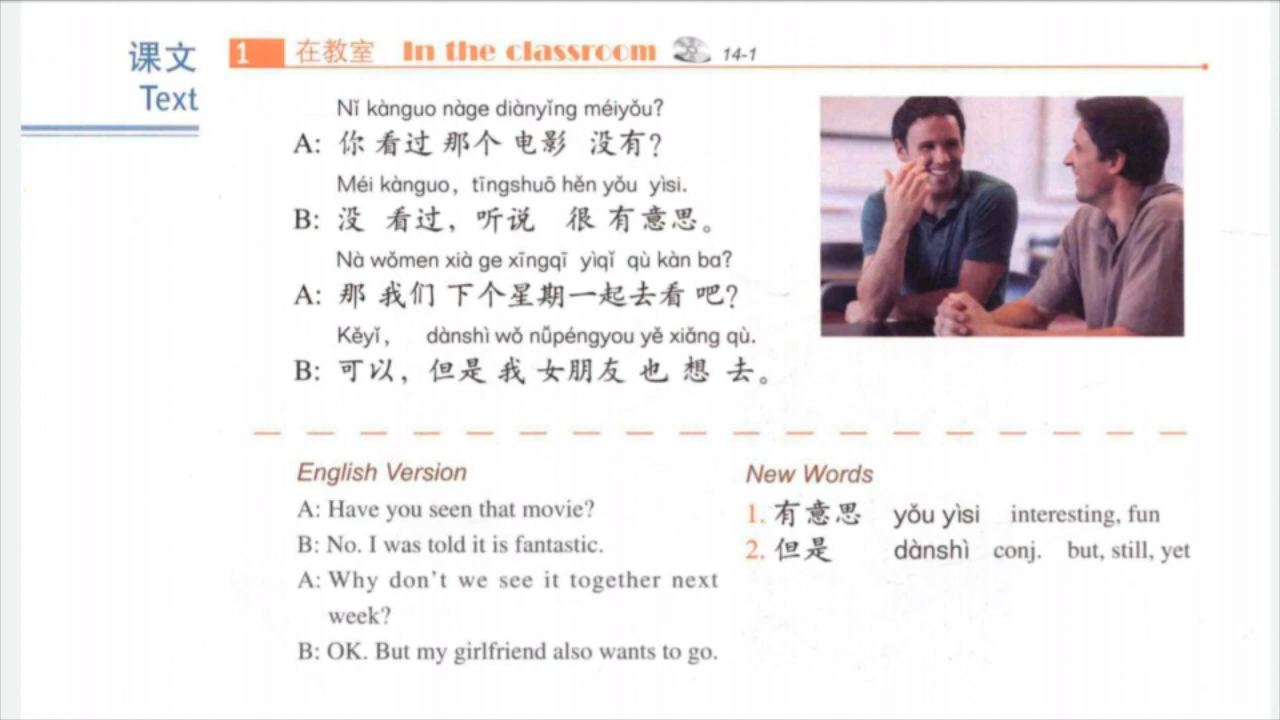 课文
Text
1 在教室 In the classroom 14-1
Nǐ kànguo nàge diànyǐng méiyǒu?
A: 你 看过 那个 电影 没有?
Méi kànguo, tīngshuō hěn yǒu yìsi.
B: 没 看过, 听说 很 有意思。
Nà wǒmen xià ge xīngqī yìqǐ qù kàn ba?
A: 那 我们 下个星期一起去看 吧?
Kěyǐ, dànshì wǒ nǚpéngyou yě xiǎng qù.
B: 可以, 但是 我 女朋友 也 想 去。
English Version
A: Have you seen that movie?
B: No. I was told it is fantastic.
A: Why don't we see it together next
week?
B: OK. But my girlfriend also wants to go.
New Words
1. 有意思 yǒu yìsi interesting, fun
2. 但是 dànshì conj. but, still, yet